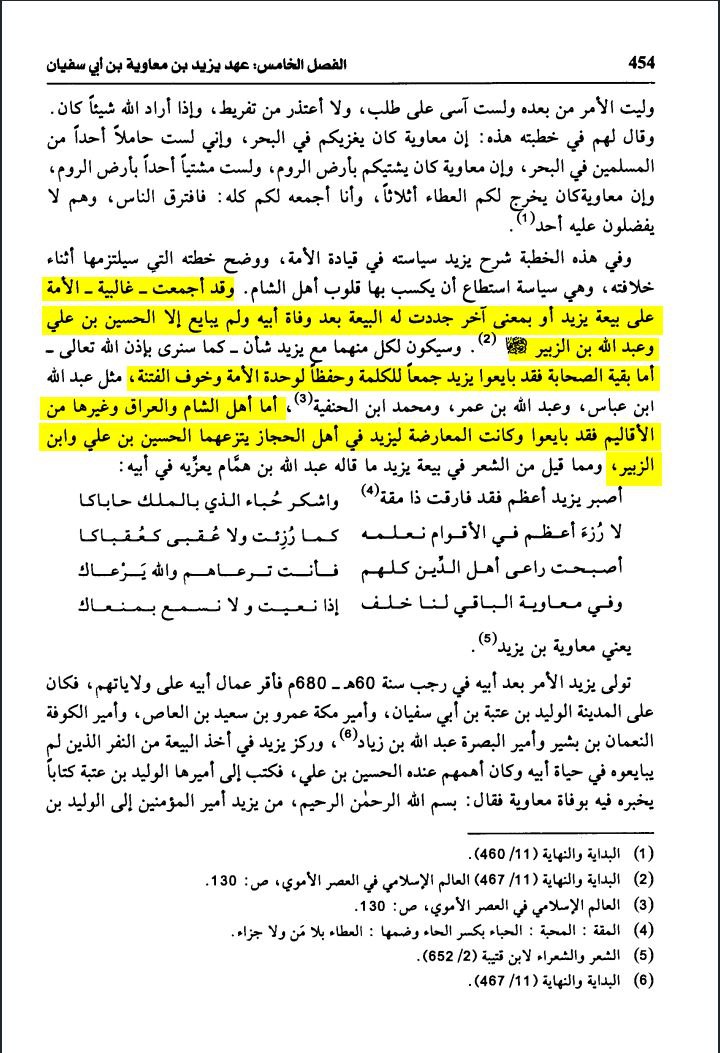 454
الفصل الخامس: عهد يزيد بن معاوية بن أبي سفيان
وليت الأمر من بعده ولست آسى على طلب، ولا أعتذر من تفريط، وإذا أراد الله شيئاً كان.
وقال لهم في خطبته هذه: إن معاوية كان يغزيكم في البحر، وإني لست حاملاً أحداً من
المسلمين في البحر، وإن معاوية كان يشتيكم بأرض الروم، ولست مشتياً أحداً بأرض الروم،
وإن معاوية كان يخرج لكم العطاء أثلاثاً، وأنا أجمعه لكم كله: فافترق الناس، وهم لا
يفضلون عليه أحد(1).
وفي هذه الخطبة شرح يزيد سياسته في قيادة الأمة، ووضح خطته التي سيلتزمها أثناء
خلافته، وهي سياسة استطاع أن يكسب بها قلوب أهل الشام. وقد أجمعت ـ غالبية ـ الأمة
على بيعة يزيد أو بمعنى آخر جددت له البيعة بعد وفاة أبيه ولم يبايع إلا الحسين بن علي
وعبد الله بن الزبير ﷺ (2). وسيكون لكل منهما مع يزيد شأن ـ كما سنرى بإذن الله تعالى ـ
أما بقية الصحابة فقد بايعوا يزيد جمعاً للكلمة وحفظاً لوحدة الأمة وخوف الفتنة، مثل عبد الله
ابن عباس، وعبد الله بن عمر، ومحمد ابن الحنفية(3)، أما أهل الشام والعراق وغيرها من
الأقاليم فقد بايعوا وكانت المعارضة ليزيد في أهل الحجاز يتزعهما الحسين بن علي وابن
الزبير، ومما قيل من الشعر في بيعة يزيد ما قاله عبد الله بن همَّام يعزِّيه في أبيه:
أصبر يزيد أعظم فقد فارقت ذا مقة(4) واشكر حُباء الذي بالملك حاباكا
لا رُزءَ أعظم في الأقوام نعلمه كما رُزِئت ولا عُقبى كعُقباكا
أصبحت راعى أهل الدِّين كلهم فأنت ترعاهم والله يَرْعاك
وفي معاوية الباقي لنا خلف إذا نعيت و لا نسمع بمنعاك
يعني معاوية بن يزيد(5).
تولى يزيد الأمر بعد أبيه في رجب سنة 60هـ ـ 680م فأقر عمال أبيه على ولاياتهم، فكان
على المدينة الوليد بن عتبة بن أبي سفيان، وأمير مكة عمرو بن سعيد بن العاص، وأمير الكوفة
النعمان بن بشير وأمير البصرة عبد الله بن زياد(6)، وركز يزيد في أخذ البيعة من النفر الذين لم
يبايعوه في حياة أبيه وكان أهمهم عنده الحسين بن علي، فكتب إلى أميرها الوليد بن عتبة كتاباً
يخبره فيه بوفاة معاوية فقال: بسم الله الرحمٰن الرحيم، من يزيد أمير المؤمنين إلى الوليد بن
(1) البداية والنهاية (11/ 460).
(2) البداية والنهاية (11/ 467) العالم الإسلامي في العصر الأموي، ص: 130.
(3) العالم الإسلامي في العصر الأموي، ص: 130.
(4) المقة : المحبة : الحباء بكسر الحاء وضمها : العطاء بلا مَن ولا جزاء.
(5) الشعر والشعراء لابن قتيبة (2/ 652).
(6) البداية والنهاية (11/ 467).